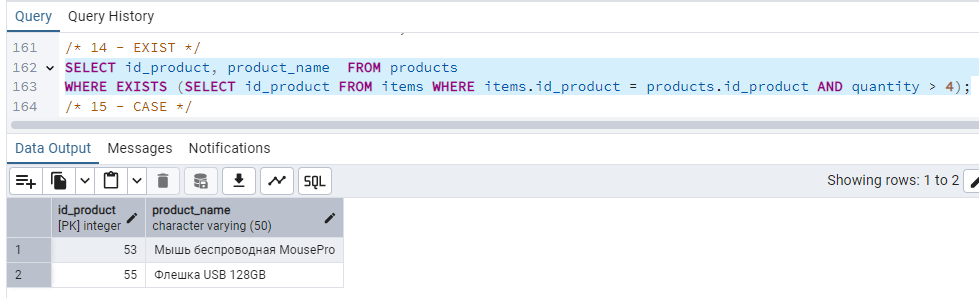 Query Query History
161 /* 14 - EXIST */
162 SELECT id_product, product_name  FROM products
163 WHERE EXISTS (SELECT id_product FROM items WHERE items.id_product = products.id_product AND quantity > 4);
164 /* 15 - CASE */
Data Output Messages Notifications
SQL Showing rows: 1 to 2
id_product product_name
[PK] integer character varying (50)
1 53 Мышь беспроводная MousePro
2 55 Флешка USB 128GB